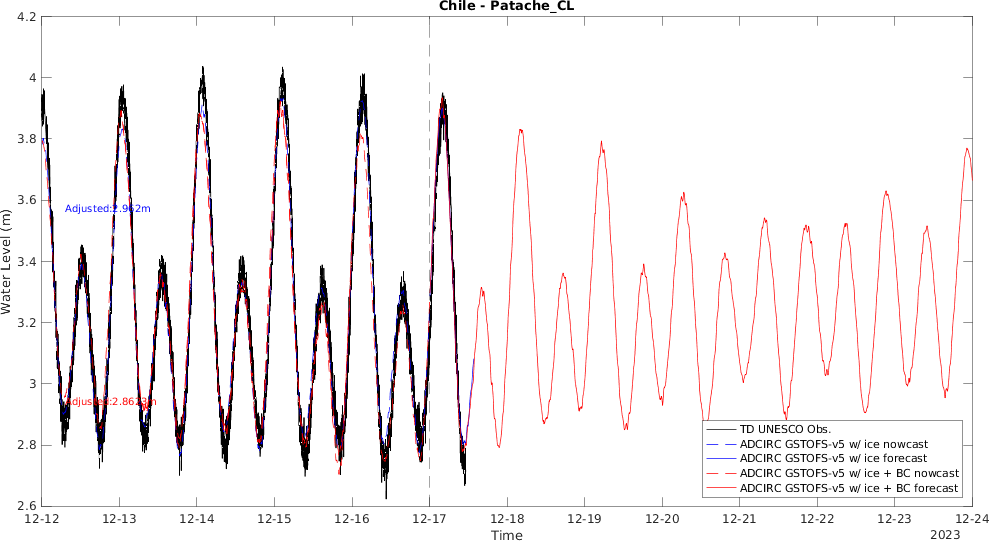 Chile - Patache_CL
4.2
4
3.8
3.6
3.4
3.2
3
2.8
2.6
Water Level (m)
Adjusted:2.962m
TD UNESCO Obs.
ADCIRC GSTOFS-v5 w/ ice nowcast
ADCIRC GSTOFS-v5 w/ ice forecast
ADCIRC GSTOFS-v5 w/ ice + BC nowcast
ADCIRC GSTOFS-v5 w/ ice + BC forecast
12-12 12-13 12-14 12-15 12-16 12-17 12-18 12-19 12-20 12-21 12-22 12-23 12-24
Time
2023